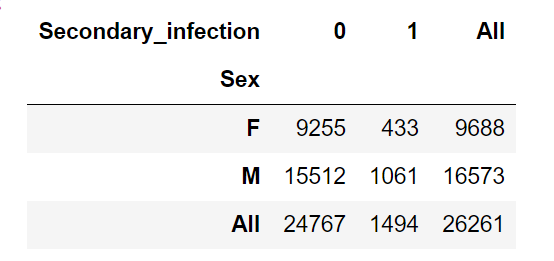 Secondary_infection 0 1 All
Sex
F 9255 433 9688
M 15512 1061 16573
All 24767 1494 26261